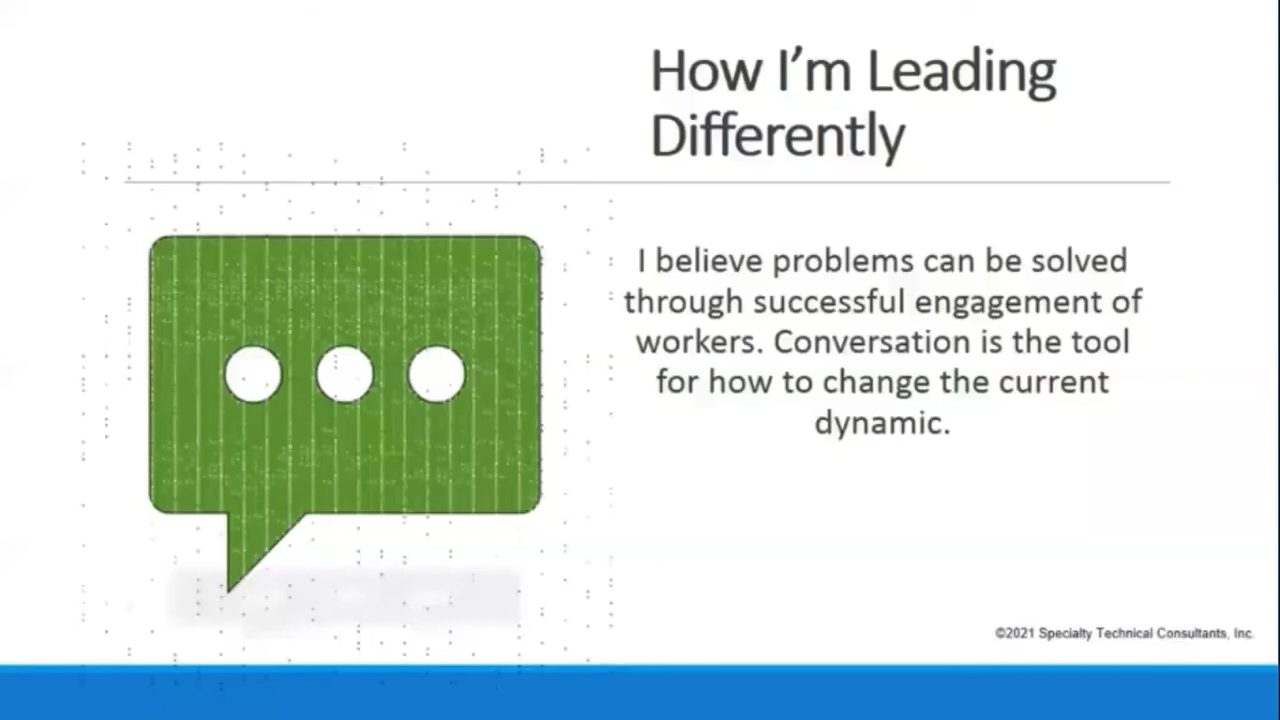 How I'm Leading
Differently
I believe problems can be solved
through successful engagement of
workers. Conversation is the tool
for how to change the current
dynamic.
©2021 Specialty Technical Consultants, Inc.